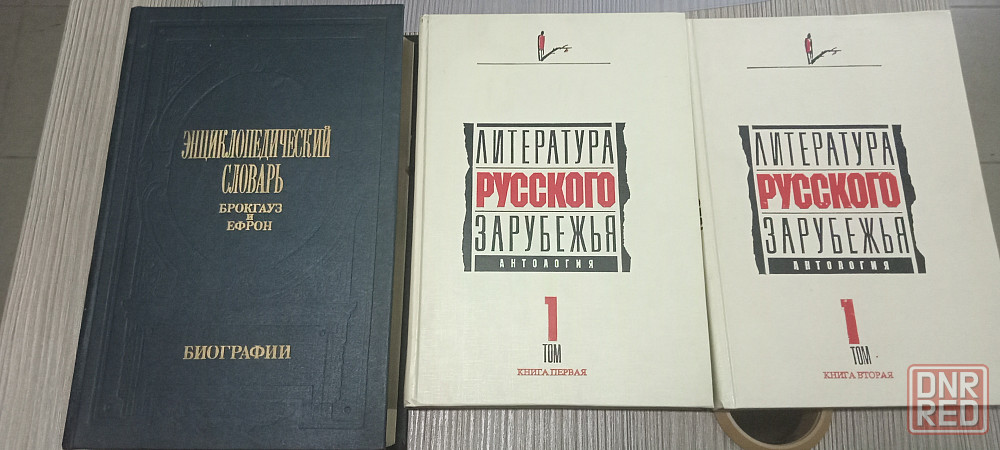 ЭНЦИКЛОПЕДИЧЕСКИЙ
СЛОВАРЬ
БРОКГАУЗ
И
ЕФРОН
БИОГРАФИИ
ЛИТЕРАТУРА
РУССКОГО
ЗАРУБЕЖЬЯ
АНТОЛОГИЯ
1
ТОМ
КНИГА ПЕРВАЯ
ЛИТЕРАТУРА
РУССКОГО
ЗАРУБЕЖЬЯ
АНТОЛОГИЯ
1
ТОМ
КНИГА ВТОРАЯ
DNR
RED